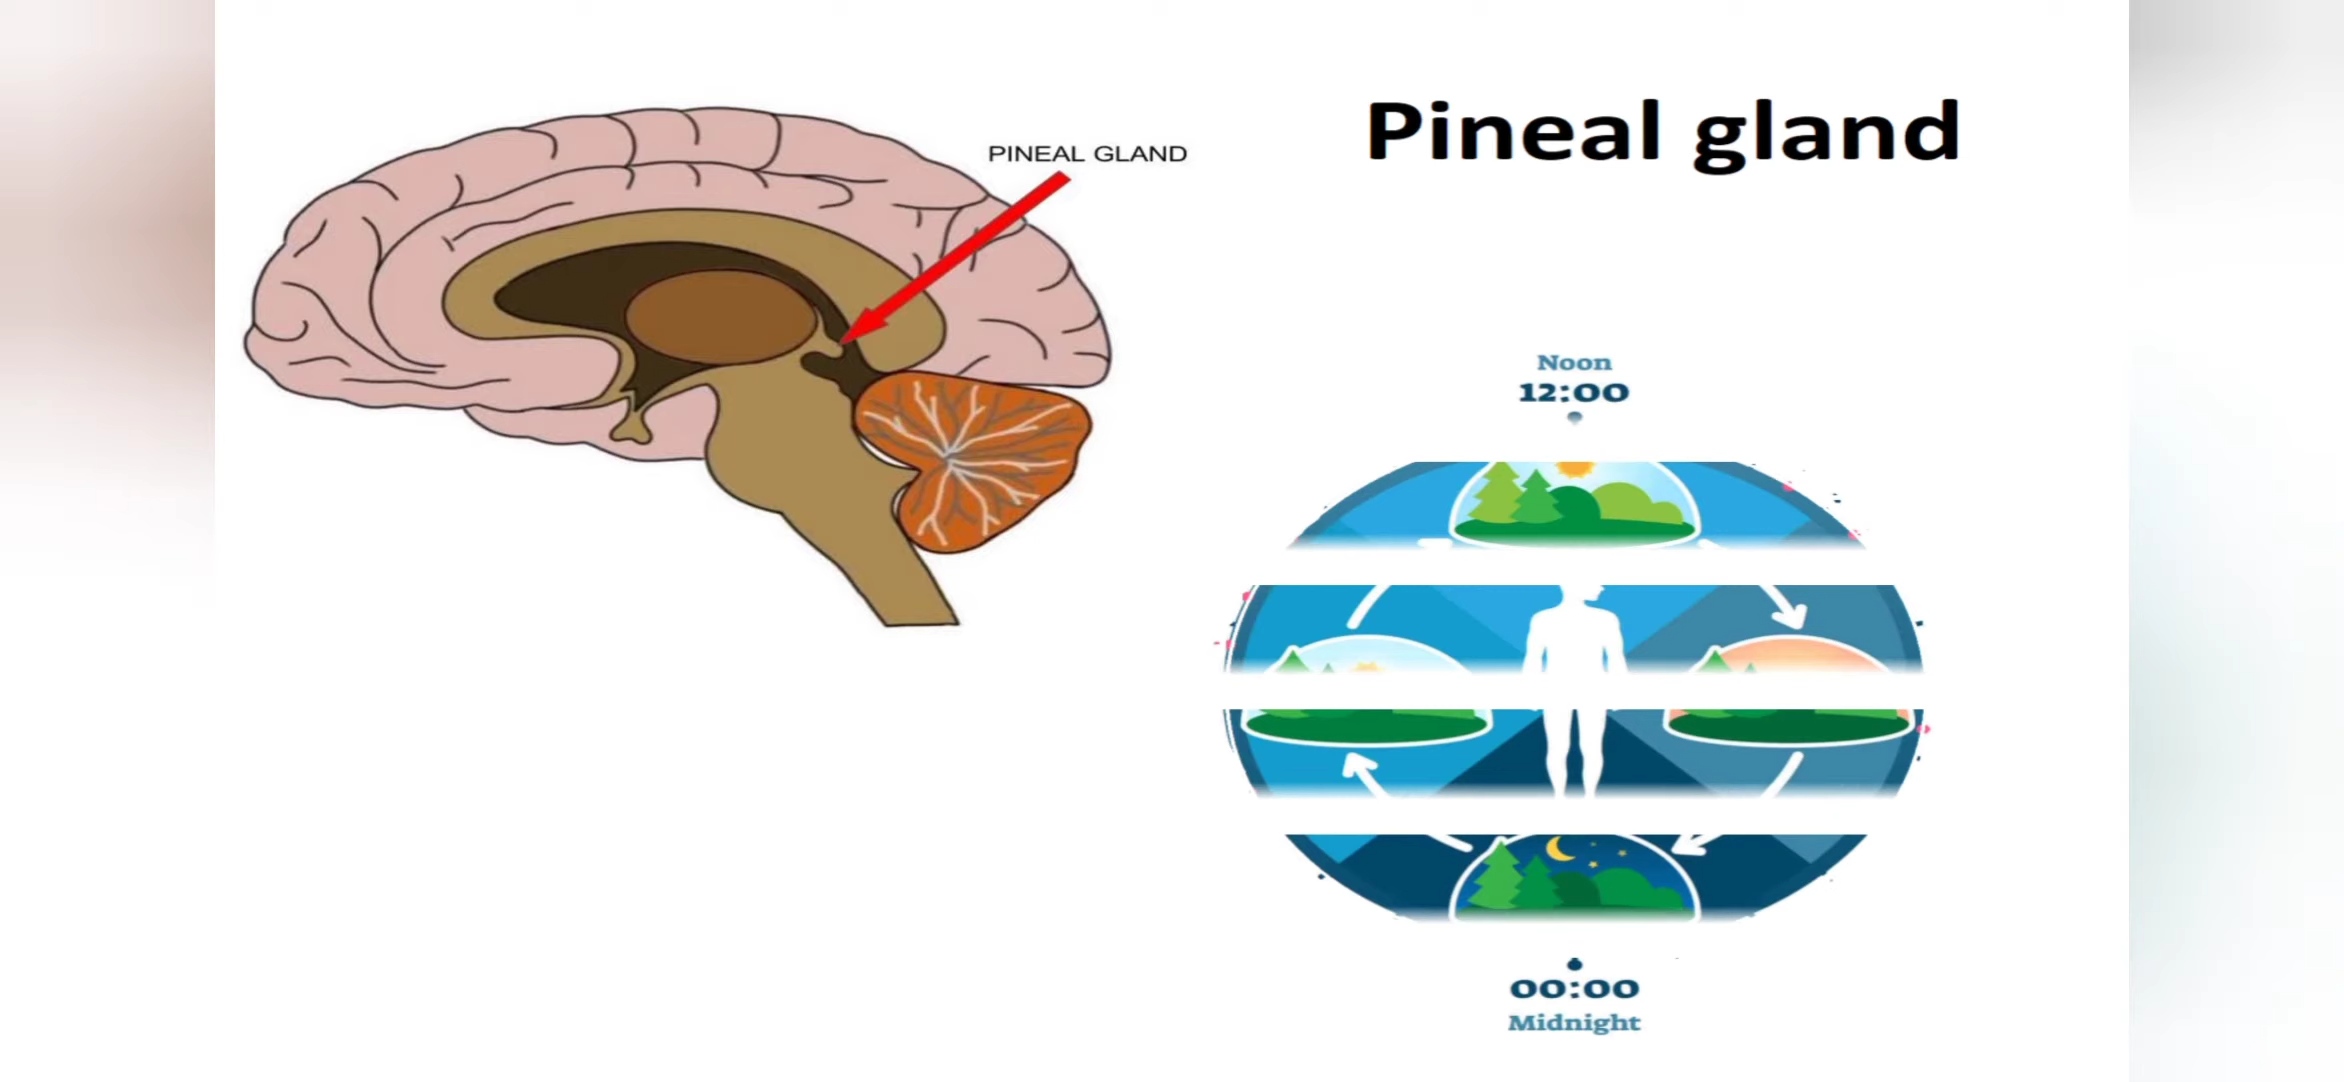 PINEAL GLAND
Pineal gland
Noon
12:00
00:00
Midnight